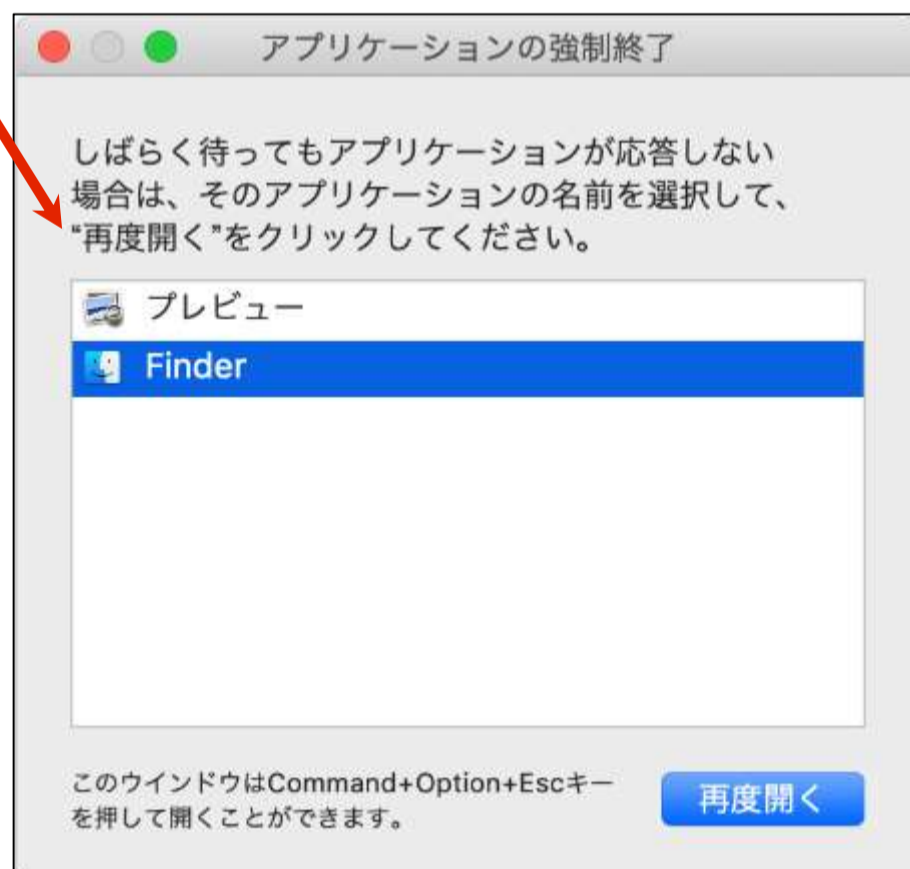 アプリケーションの強制終了
しばらく待ってもアプリケーションが応答しない
場合は、そのアプリケーションの名前を選択して、
“再度開く”をクリックしてください。
プレビュー
Finder
このウインドウはCommand+Option+Escキー
を押して開くことができます。
再度開く